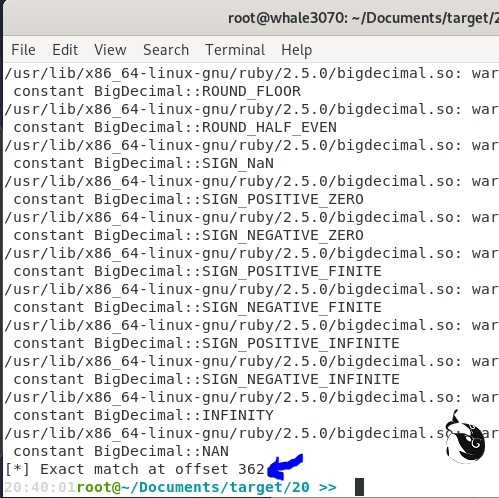 root@whale3070: ~/Documents/target/2
File Edit View Search Terminal Help
/usr/lib/x86_64-linux-gnu/ruby/2.5.0/bigdecimal.so: war
constant BigDecimal::ROUND_FLOOR
/usr/lib/x86_64-linux-gnu/ruby/2.5.0/bigdecimal.so: war
constant BigDecimal::ROUND_HALF_EVEN
/usr/lib/x86_64-linux-gnu/ruby/2.5.0/bigdecimal.so: war
constant BigDecimal::SIGN_NaN
/usr/lib/x86_64-linux-gnu/ruby/2.5.0/bigdecimal.so: war
constant BigDecimal::SIGN_POSITIVE_ZERO
/usr/lib/x86_64-linux-gnu/ruby/2.5.0/bigdecimal.so: war
constant BigDecimal::SIGN_NEGATIVE_ZERO
/usr/lib/x86_64-linux-gnu/ruby/2.5.0/bigdecimal.so: war
constant BigDecimal::SIGN_POSITIVE_FINITE
/usr/lib/x86_64-linux-gnu/ruby/2.5.0/bigdecimal.so: war
constant BigDecimal::SIGN_NEGATIVE_FINITE
/usr/lib/x86_64-linux-gnu/ruby/2.5.0/bigdecimal.so: war
constant BigDecimal::SIGN_POSITIVE_INFINITE
/usr/lib/x86_64-linux-gnu/ruby/2.5.0/bigdecimal.so: war
constant BigDecimal::SIGN_NEGATIVE_INFINITE
/usr/lib/x86_64-linux-gnu/ruby/2.5.0/bigdecimal.so: war
constant BigDecimal::INFINITY
/usr/lib/x86_64-linux-gnu/ruby/2.5.0/bigdecimal.so: war
constant BigDecimal::NAN
[*] Exact match at offset 362
20:40:01root@~/Documents/target/20 >>